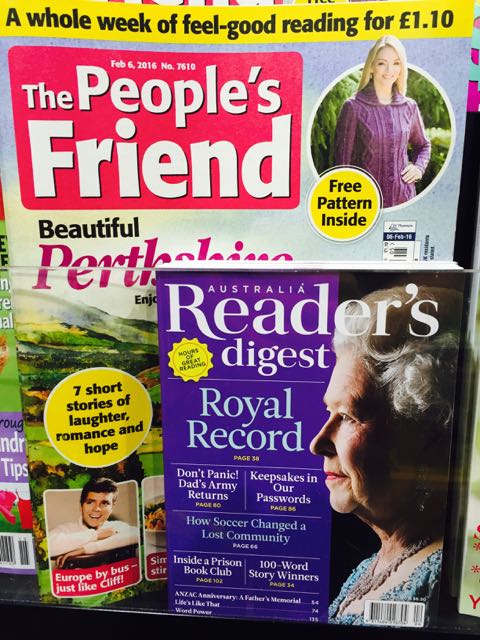 A whole week of feel-good reading for £1.10
Feb 6, 2016 No. 7610
The People's
Friend
Free
Pattern
Inside
Beautiful
Perthshire
06-Feb-16
7 short
stories of
laughter,
romance and
hope
Europe by bus –
just like Cliff!
AUSTRALIA
Reader's
digest
HOURS
OF
GREAT
READING
Royal
Record
PAGE 38
Don't Panic!
Dad's Army
Returns
PAGE 80
Keepsakes in
Our
Passwords
PAGE 86
How Soccer Changed a
Lost Community
PAGE 66
Inside a Prison
Book Club
PAGE 102
100-Word
Story Winners
PAGE 34
ANZAC Anniversary: A Father's Memorial 54
Life's Like That 74
Word Power 135
Tips